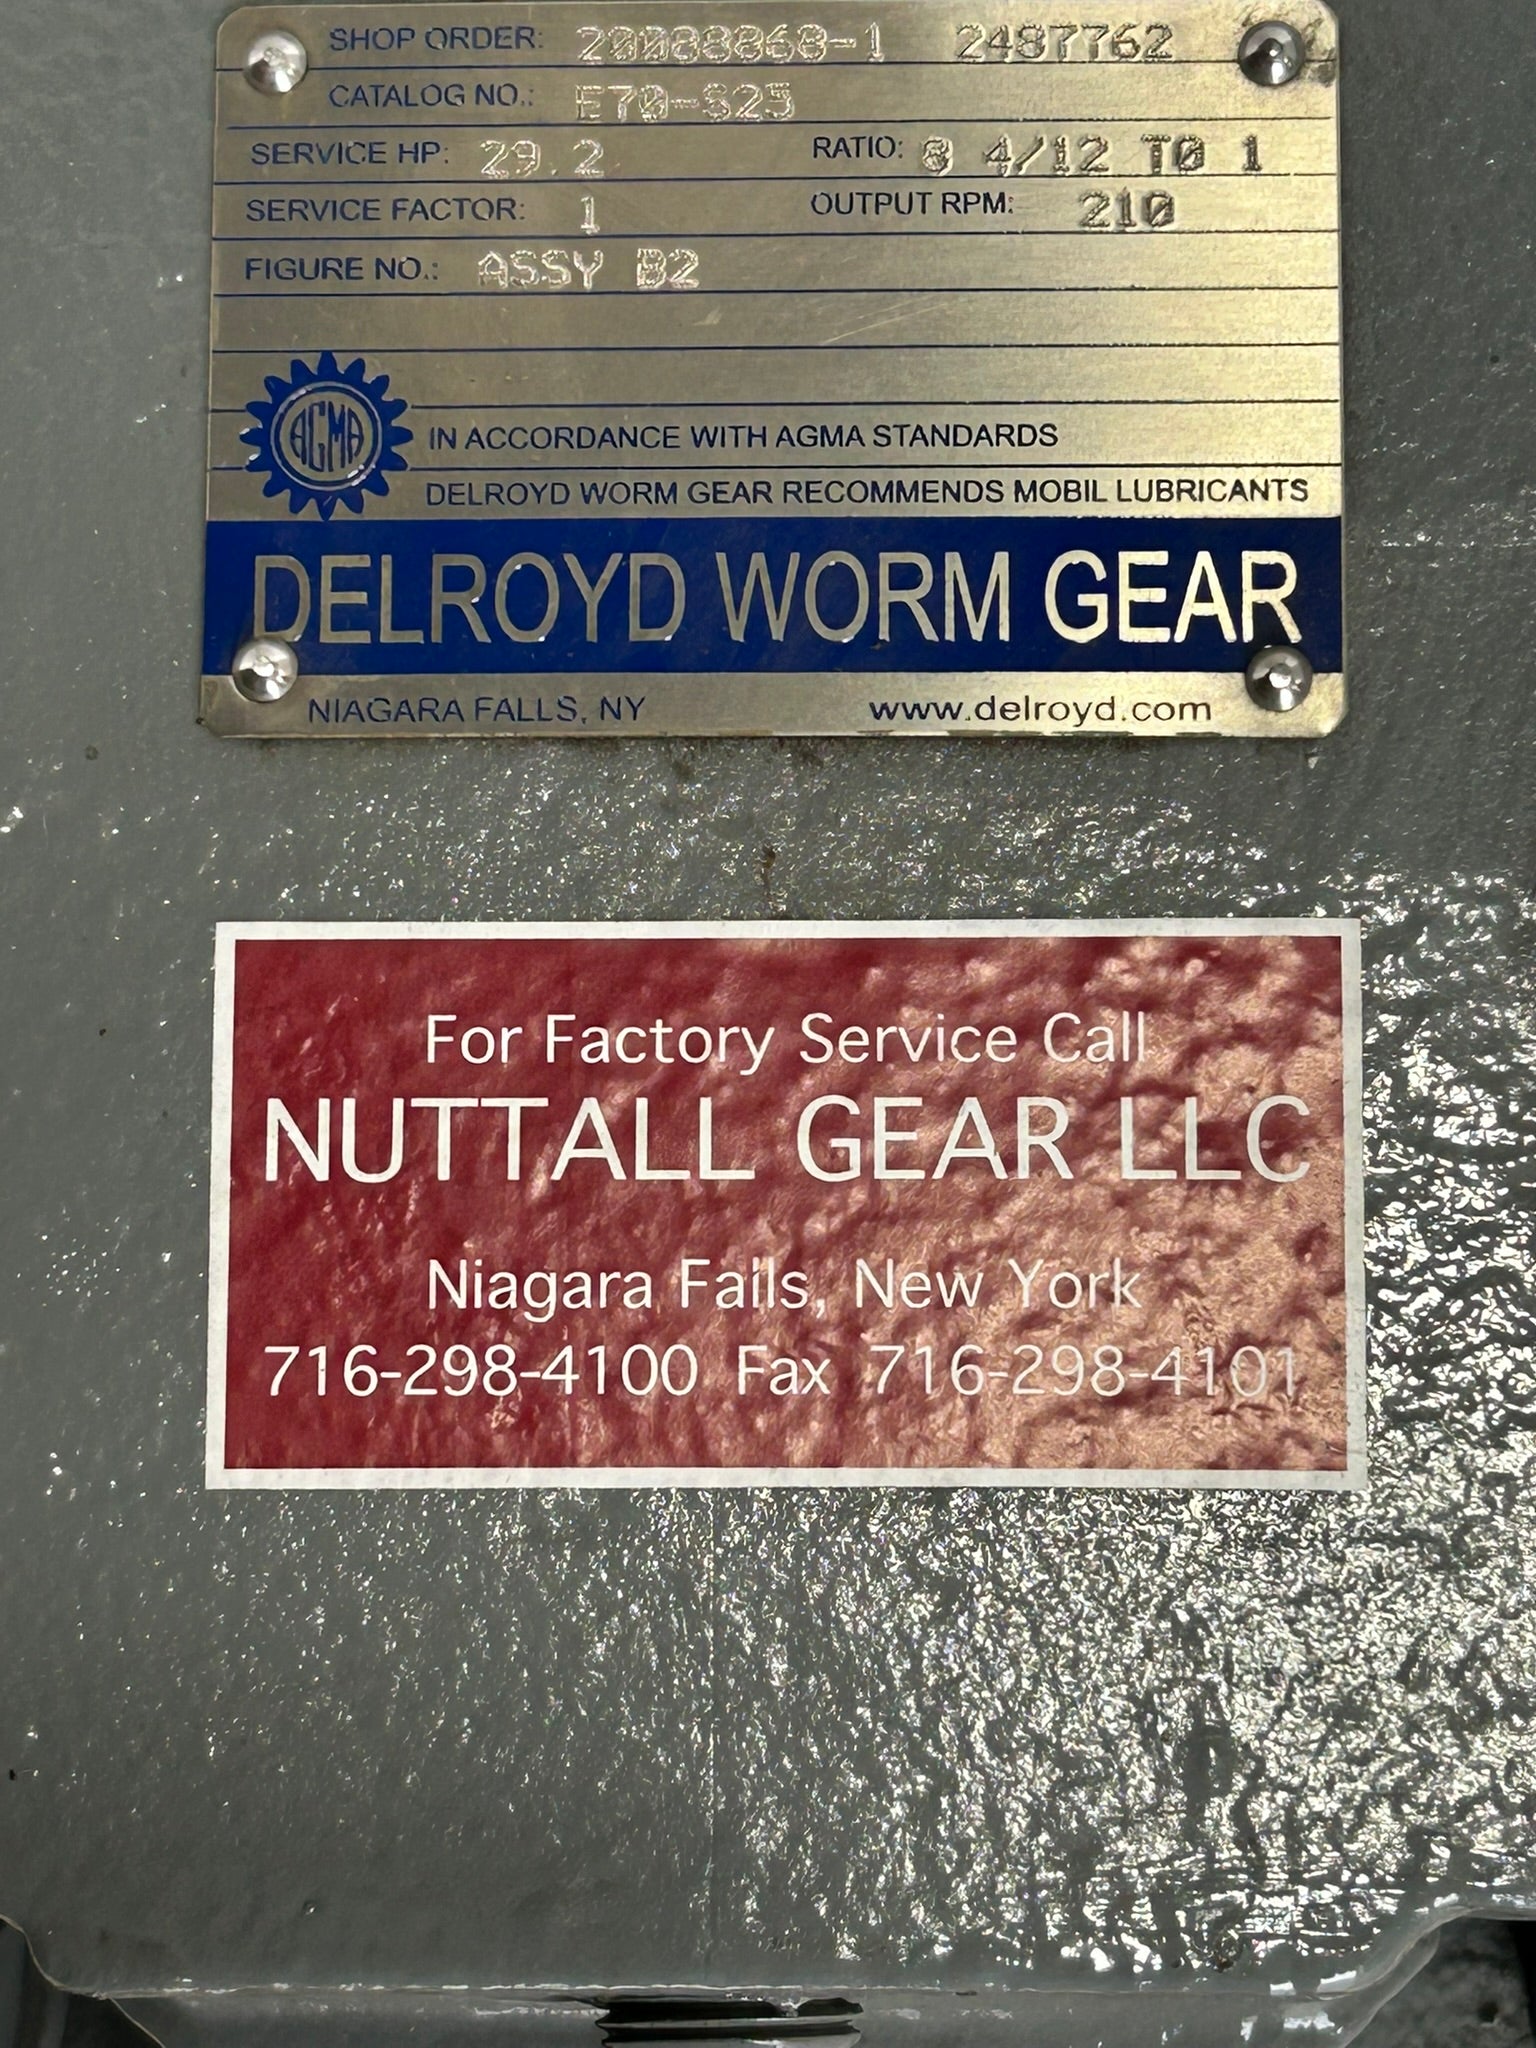 SHOP ORDER: 20088868-1 2487762
CATALOG NO.: E70-S25
SERVICE HP: 29.2 RATIO: 8 4/12 TO 1
SERVICE FACTOR: 1 OUTPUT RPM: 210
FIGURE NO.: ASSY B2
AGMA
IN ACCORDANCE WITH AGMA STANDARDS
DELROYD WORM GEAR RECOMMENDS MOBIL LUBRICANTS
DELROYD WORM GEAR
NIAGARA FALLS, NY www.delroyd.com
For Factory Service Call
NUTTALL GEAR LLC
Niagara Falls, New York
716-298-4100 Fax 716-298-4101